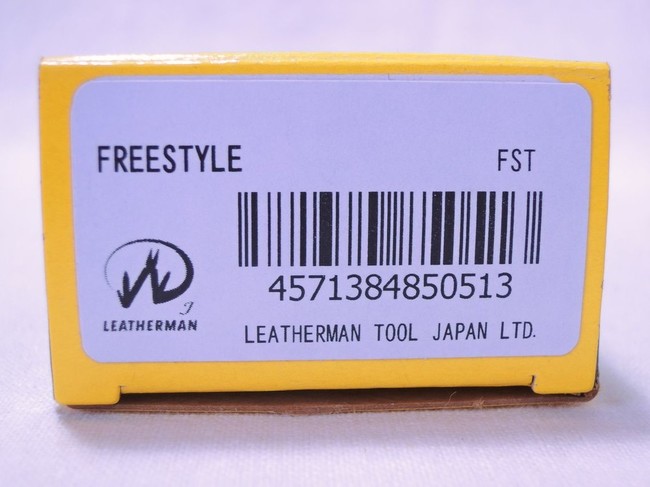 FREESTYLE FST
4571384850513
J
LEATHERMAN
LEATHERMAN TOOL JAPAN LTD.